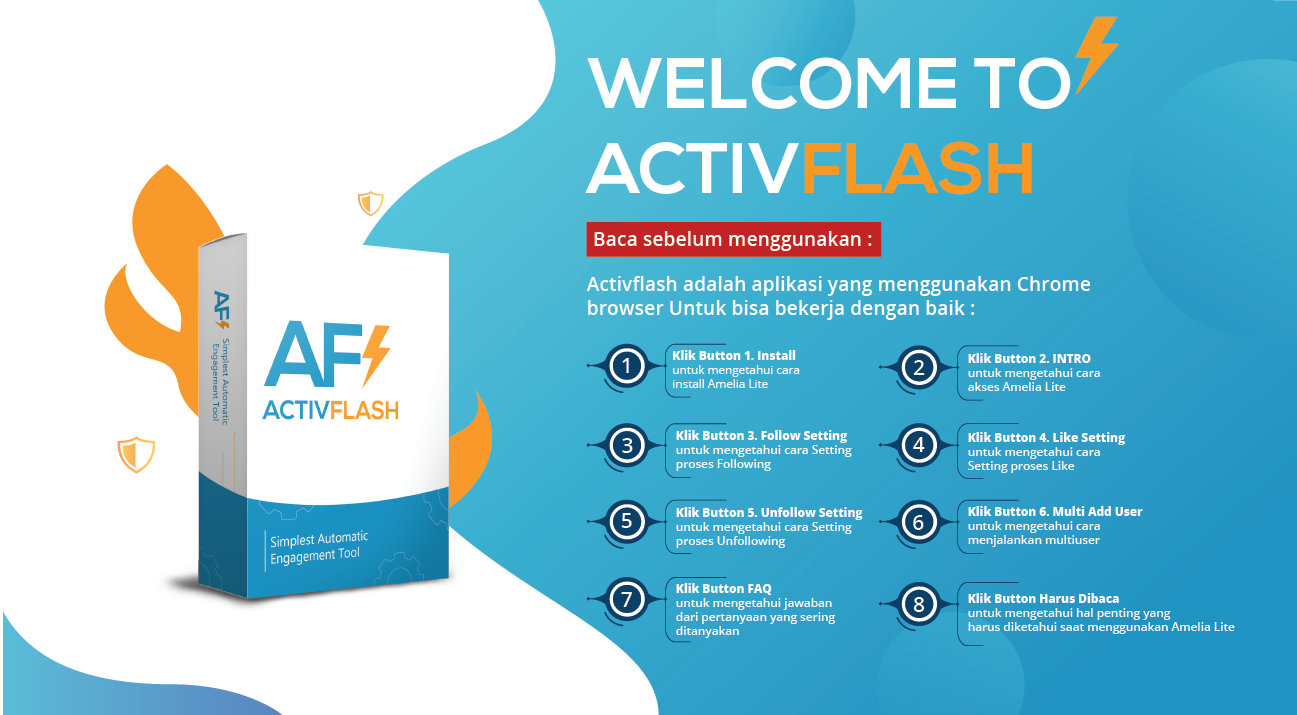 WELCOME TO
ACTIVFLASH
Baca sebelum menggunakan :
Activflash adalah aplikasi yang menggunakan Chrome
browser Untuk bisa bekerja dengan baik :
1
Klik Button 1. Install
untuk mengetahui cara
install Amelia Lite
2
Klik Button 2. INTRO
untuk mengetahui cara
akses Amelia Lite
3
Klik Button 3. Follow Setting
untuk mengetahui cara Setting
proses Following
4
Klik Button 4. Like Setting
untuk mengetahui cara
Setting proses Like
5
Klik Button 5. Unfollow Setting
untuk mengetahui cara Setting
proses Unfollowing
6
Klik Button 6. Multi Add User
untuk mengetahui cara
menjalankan multiuser
7
Klik Button FAQ
untuk mengetahui jawaban
dari pertanyaan yang sering
ditanyakan
8
Klik Button Harus Dibaca
untuk mengetahui hal penting yang
harus diketahui saat menggunakan Amelia Lite
AF
Simplest Automatic
Engagement Tool
AF
ACTIVFLASH
Simplest Automatic
Engagement Tool